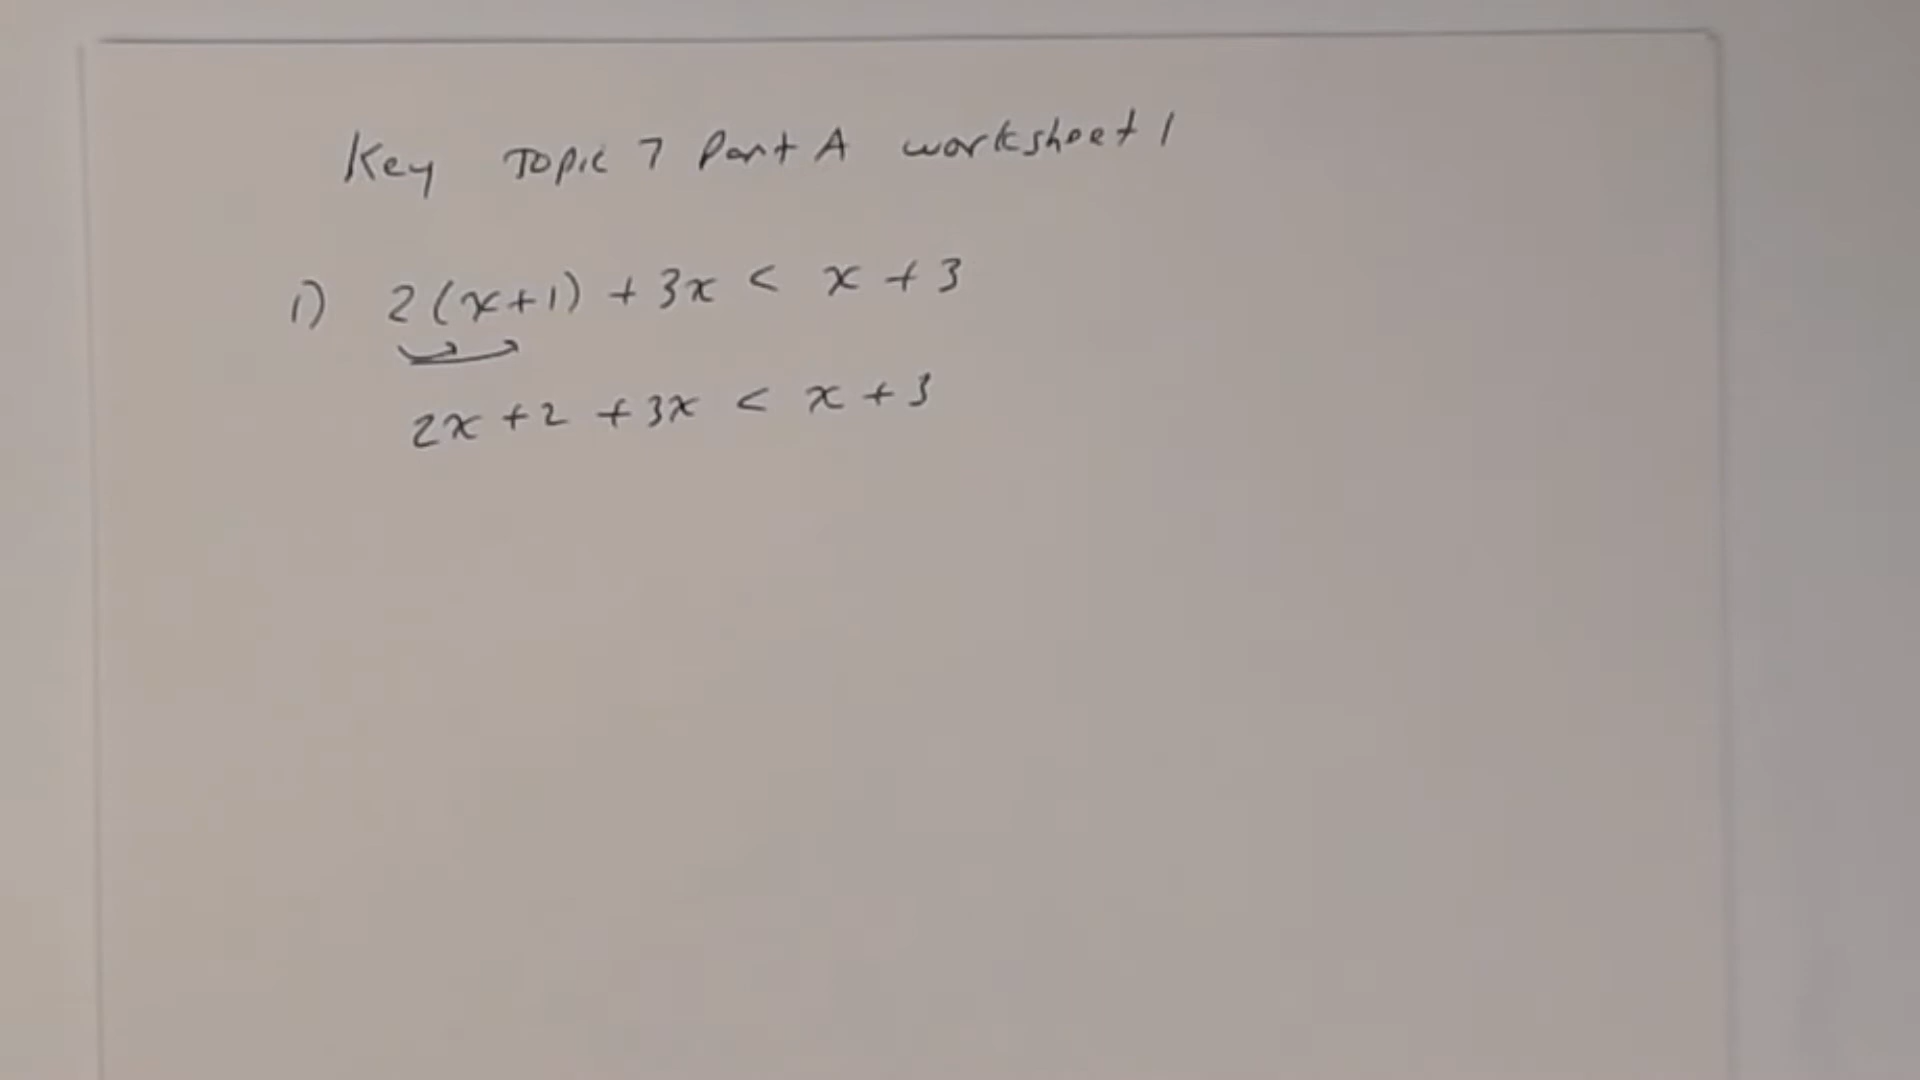 Key Topic 7 Part A worksheet 1
1) 2(x+1) + 3x < x + 3
2x + 2 + 3x < x + 3